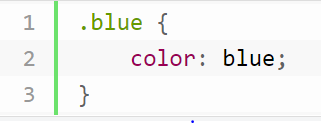 1 .blue {
2     color: blue;
3 }